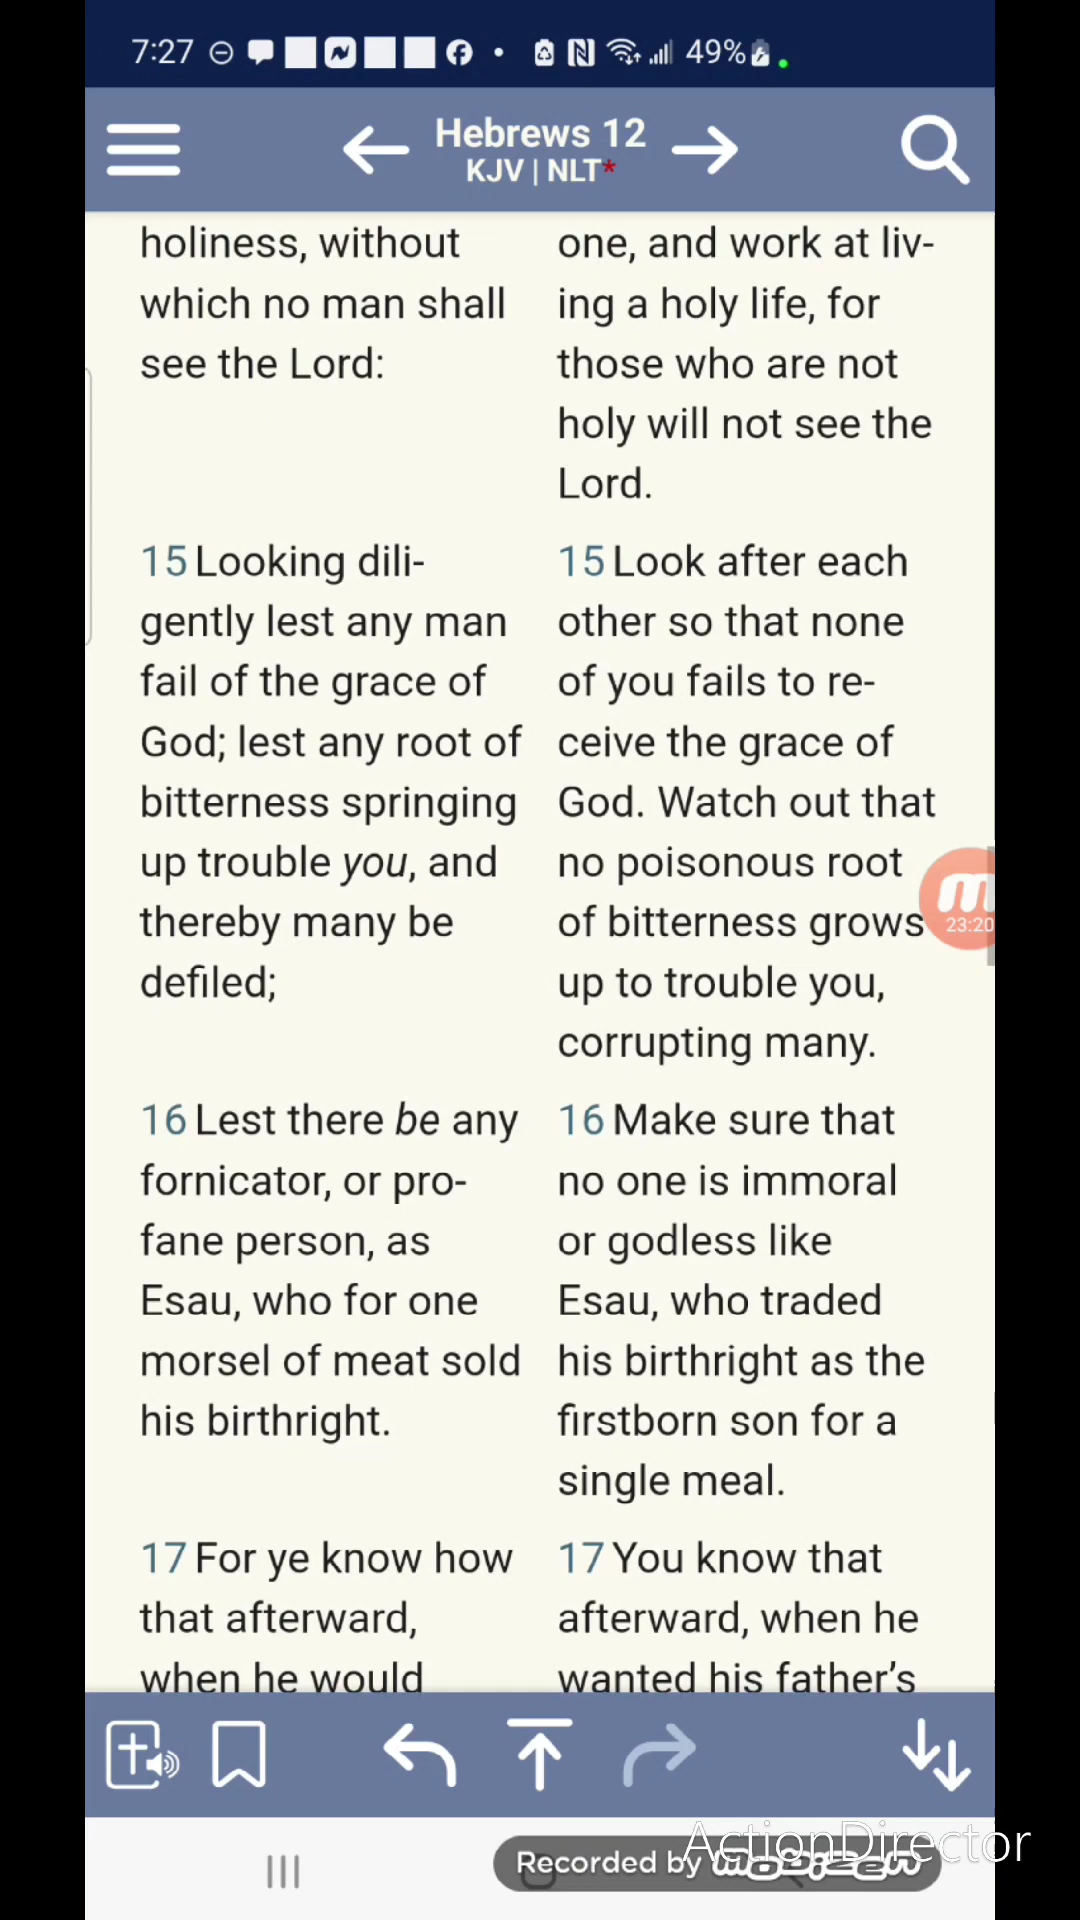 7:27
49%
Hebrews 12
KJV | NLT*
holiness, without
which no man shall
see the Lord:
15 Looking dili-
gently lest any man
fail of the grace of
God; lest any root of
bitterness springing
up trouble you, and
thereby many be
defiled;
16 Lest there be any
fornicator, or pro-
fane person, as
Esau, who for one
morsel of meat sold
his birthright.
17 For ye know how
that afterward,
when he would
one, and work at liv-
ing a holy life, for
those who are not
holy will not see the
Lord.
15 Look after each
other so that none
of you fails to re-
ceive the grace of
God. Watch out that
no poisonous root
of bitterness grows
up to trouble you,
corrupting many.
16 Make sure that
no one is immoral
or godless like
Esau, who traded
his birthright as the
firstborn son for a
single meal.
17 You know that
afterward, when he
wanted his father's
23:20
ActionDirector
Recorded by MOBIZEN